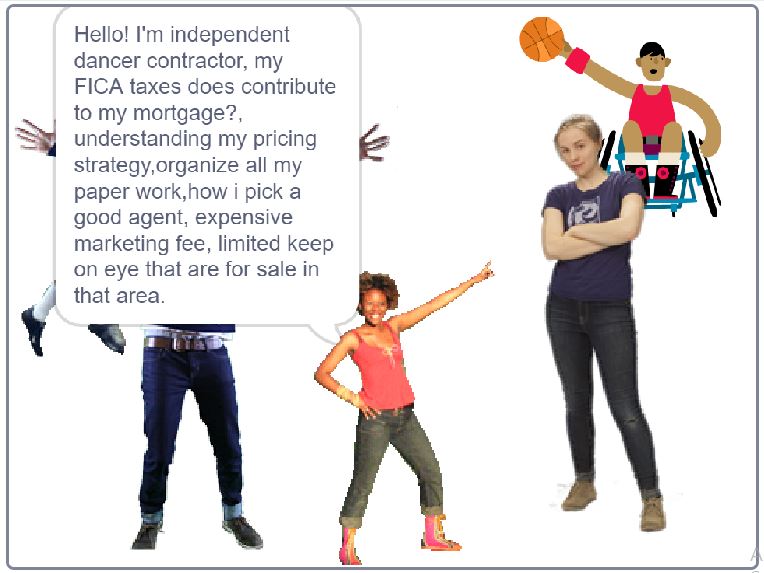 Hello! I'm independent
dancer contractor, my
FICA taxes does contribute
to my mortgage?,
understanding my pricing
strategy,organize all my
paper work,how i pick a
good agent, expensive
marketing fee, limited keep
on eye that are for sale in
that area.